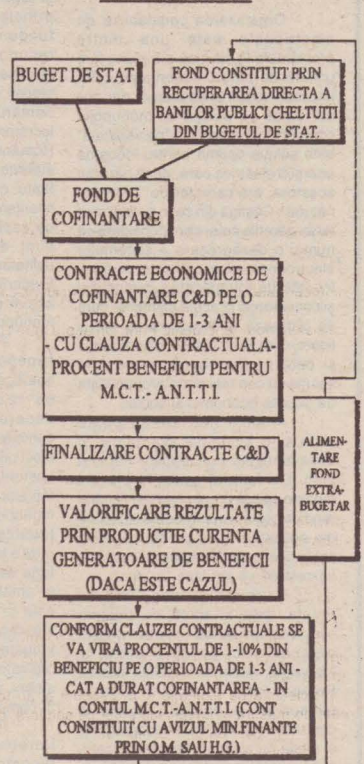 BUGET DE STAT
FOND CONSTITUIT PRIN
RECUPERAREA DIRECTA A
BANILOR PUBLICI CHELTUITI
DIN BUGETUL DE STAT.
FOND DE
COFINANTARE
CONTRACTE ECONOMICE DE
COFINANTARE C&D PE O
PERIOADA DE 1-3 ANI
- CU CLAUZA CONTRACTUALA-
PROCENT BENEFICIU PENTRU
M.C.T.- A.N.T.T.I.
FINALIZARE CONTRACTE C&D
ALIMEN-
TARE
FOND
EXTRA-
BUGETAR
VALORIFICARE REZULTATE
PRIN PRODUCTIE CURENTA
GENERATOARE DE BENEFICII
(DACA ESTE CAZUL)
CONFORM CLAUZEI CONTRACTUALE SE
VA VIRA PROCENTUL DE 1-10% DIN
BENEFICIU PE O PERIOADA DE 1-3 ANI -
CAT A DURAT COFINANTAREA - IN
CONTUL M.C.T.-A.N.T.T.I. (CONT
CONSTITUIT CU AVIZUL MIN.FINANTE
PRIN O.M. SAU H.G.)